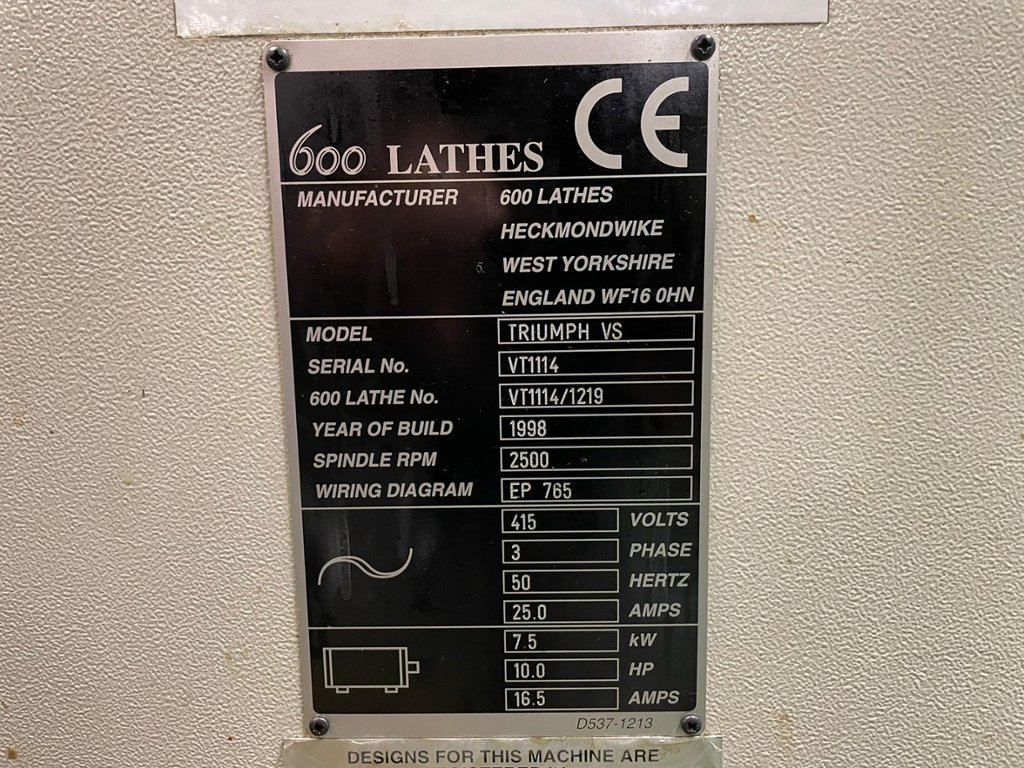 600 LATHES CE
MANUFACTURER 600 LATHES
HECKMONDWIKE
WEST YORKSHIRE
ENGLAND WF16 0HN
MODEL TRIUMPH VS
SERIAL No. VT1114
600 LATHE No. VT1114/1219
YEAR OF BUILD 1998
SPINDLE RPM 2500
WIRING DIAGRAM EP 765
415 VOLTS
3 PHASE
50 HERTZ
25.0 AMPS
7.5 kW
10.0 HP
16.5 AMPS
D537-1213
DESIGNS FOR THIS MACHINE ARE